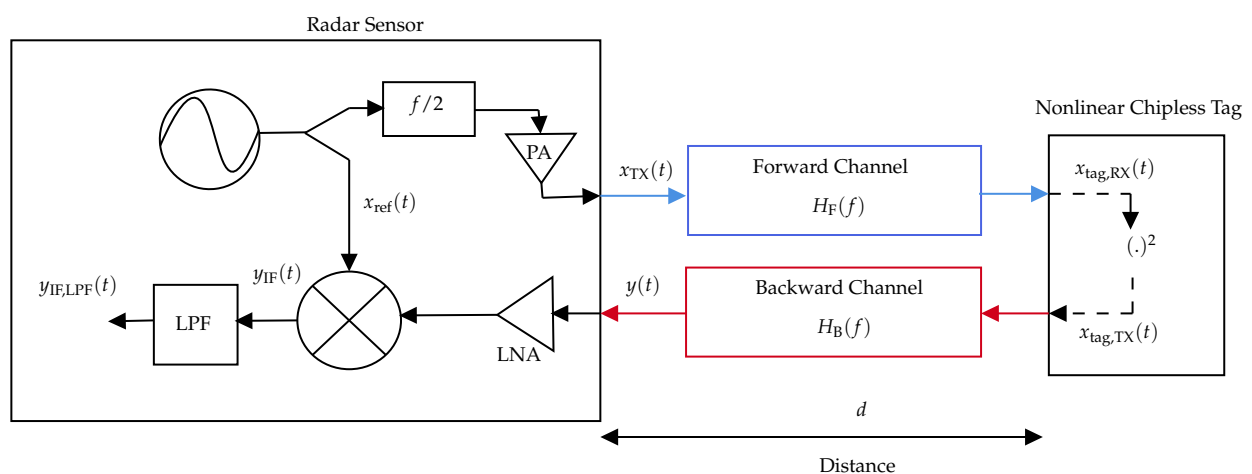 Radar Sensor
f/2
Nonlinear Chipless Tag
PA
x_TX(t)
Forward Channel
H_F(f)
x_tag,RX(t)
x_ref(t)
(.)^2
y_IF,LPF(t)
y_IF(t)
y(t)
Backward Channel
H_B(f)
LPF
LNA
x_tag,TX(t)
d
Distance